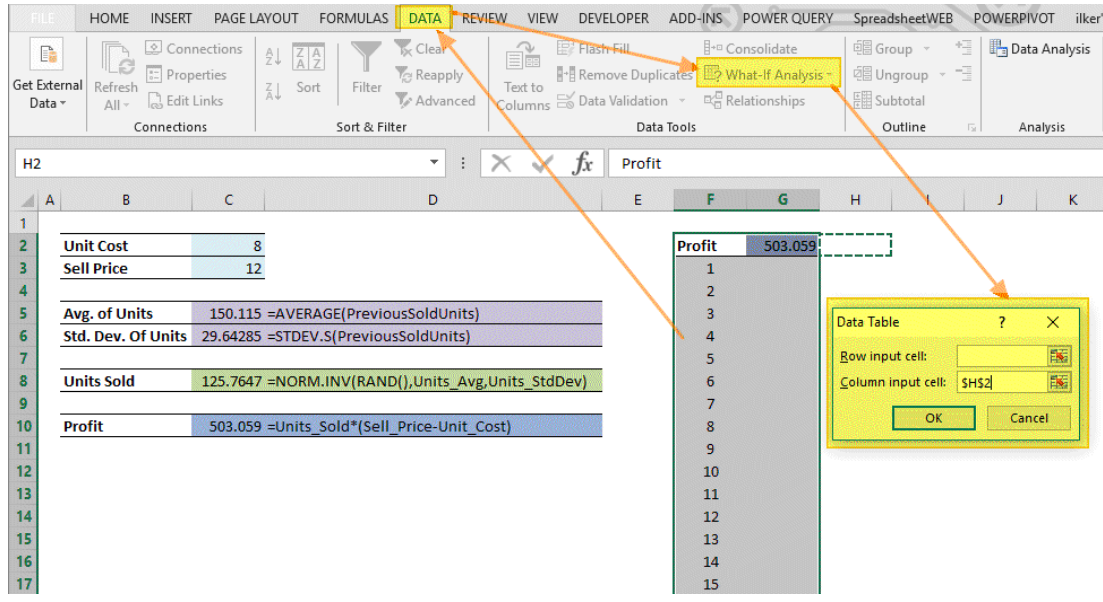 FILE HOME INSERT PAGE LAYOUT FORMULAS DATA REVIEW VIEW DEVELOPER ADD-INS POWER QUERY SpreadsheetWEB POWERPIVOT ilker
Get External Data
Refresh All
Connections
Properties
Edit Links
Connections
Sort
Filter
Clear
Reapply
Advanced
Sort & Filter
Text to Columns
Flash Fill
Remove Duplicates
Data Validation
Consolidate
What-If Analysis
Relationships
Data Tools
Group
Ungroup
Subtotal
Outline
Data Analysis
Analysis
H2 fx Profit
A B C D E F G H I J K
1
2 Unit Cost 8 Profit 503.059
3 Sell Price 12 1
4 2
5 Avg. of Units 150.115 =AVERAGE(PreviousSoldUnits) 3
6 Std. Dev. Of Units 29.64285 =STDEV.S(PreviousSoldUnits) 4
7 5
8 Units Sold 125.7647 =NORM.INV(RAND(),Units_Avg,Units_StdDev) 6
9 7
10 Profit 503.059 =Units_Sold*(Sell_Price-Unit_Cost) 8
11 9
12 10
13 11
14 12
15 13
16 14
17 15
Data Table ? ×
Row input cell:
Column input cell: $H$2
OK Cancel